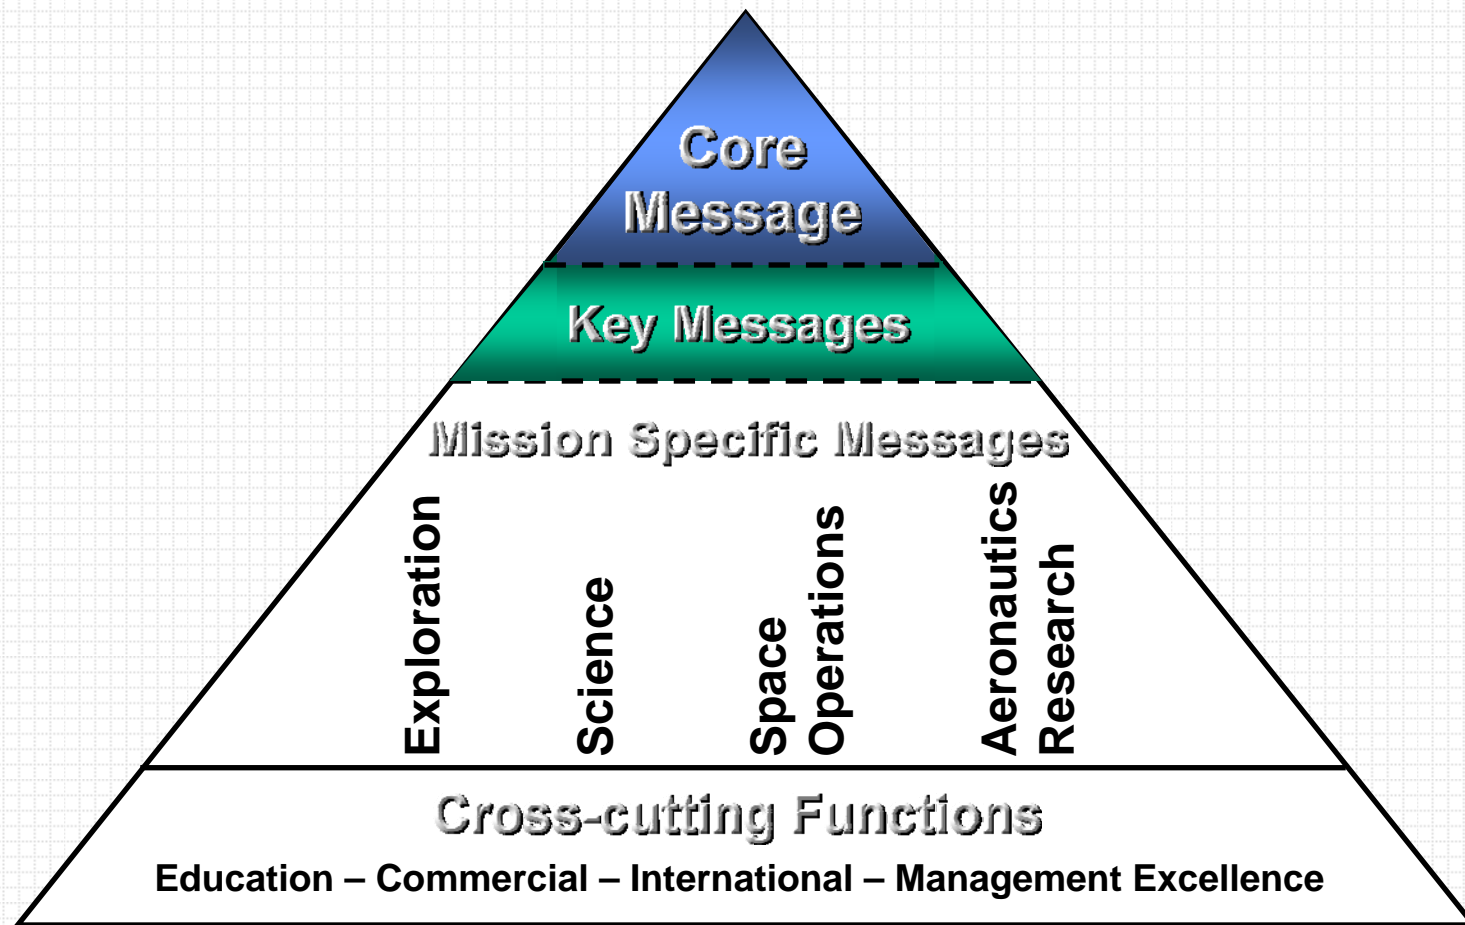 Core
Message
Key Messages
Mission Specific Messages
Exploration
Science
Space
Operations
Aeronautics
Research
Cross-cutting Functions
Education – Commercial – International – Management Excellence